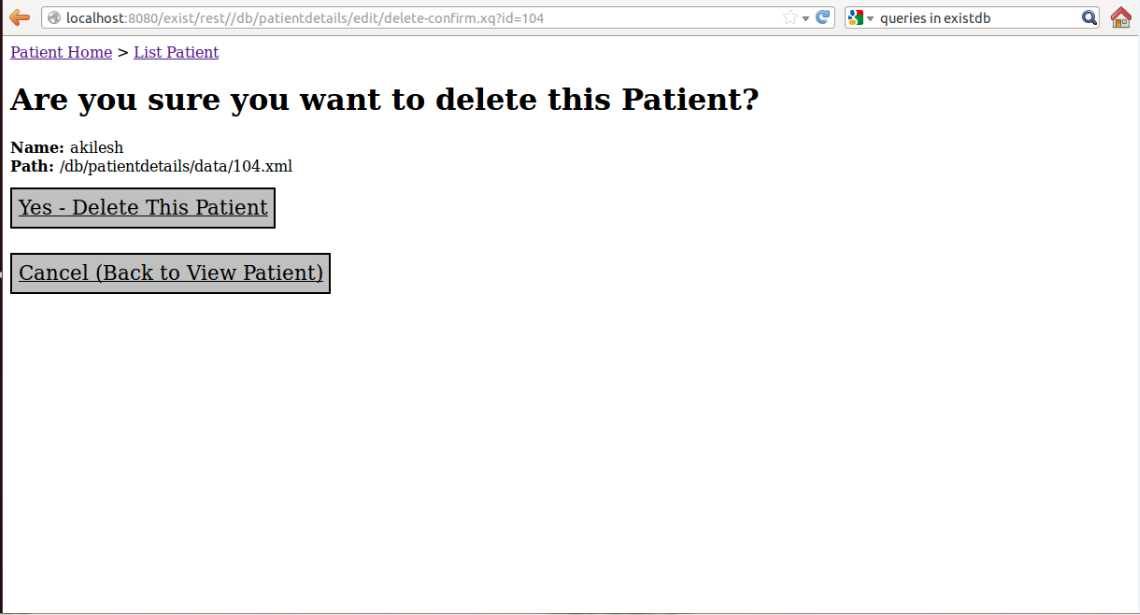 localhost:8080/exist/rest//db/patientdetails/edit/delete-confirm.xq?id=104 queries in existdb
Patient Home > List Patient
Are you sure you want to delete this Patient?
Name: akilesh
Path: /db/patientdetails/data/104.xml
Yes - Delete This Patient
Cancel (Back to View Patient)